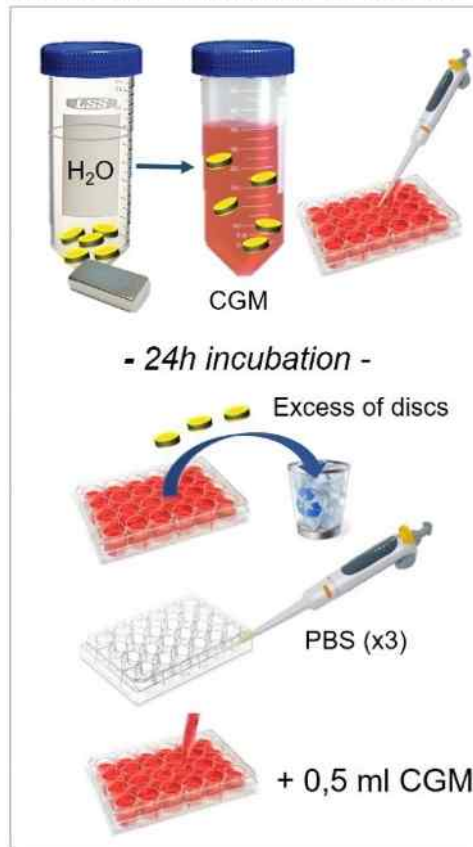 H₂O
CGM
- 24h incubation -
Excess of discs
PBS (x3)
+ 0,5 ml CGM